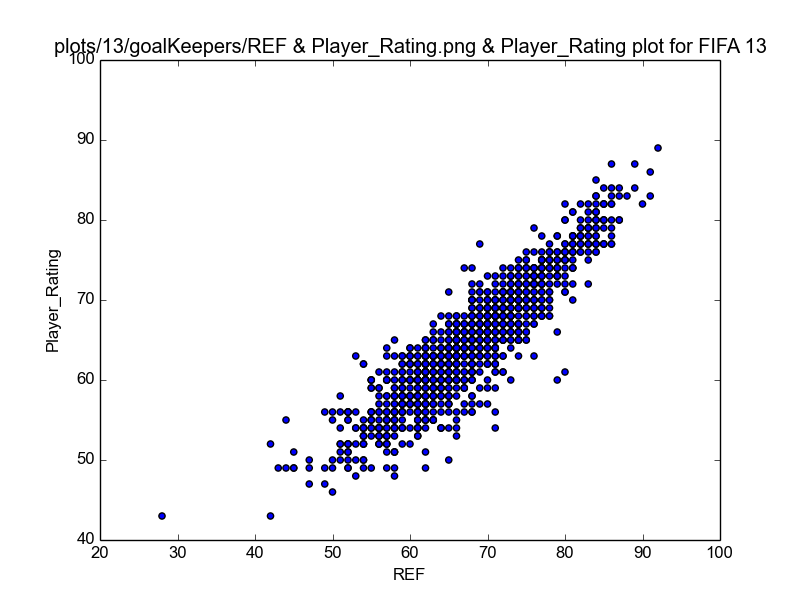 plots/13/goalKeepers/REF & Player_Rating.png & Player_Rating plot for FIFA 13
100
90
80
70
60
50
40
Player_Rating
20 30 40 50 60 70 80 90 100
REF